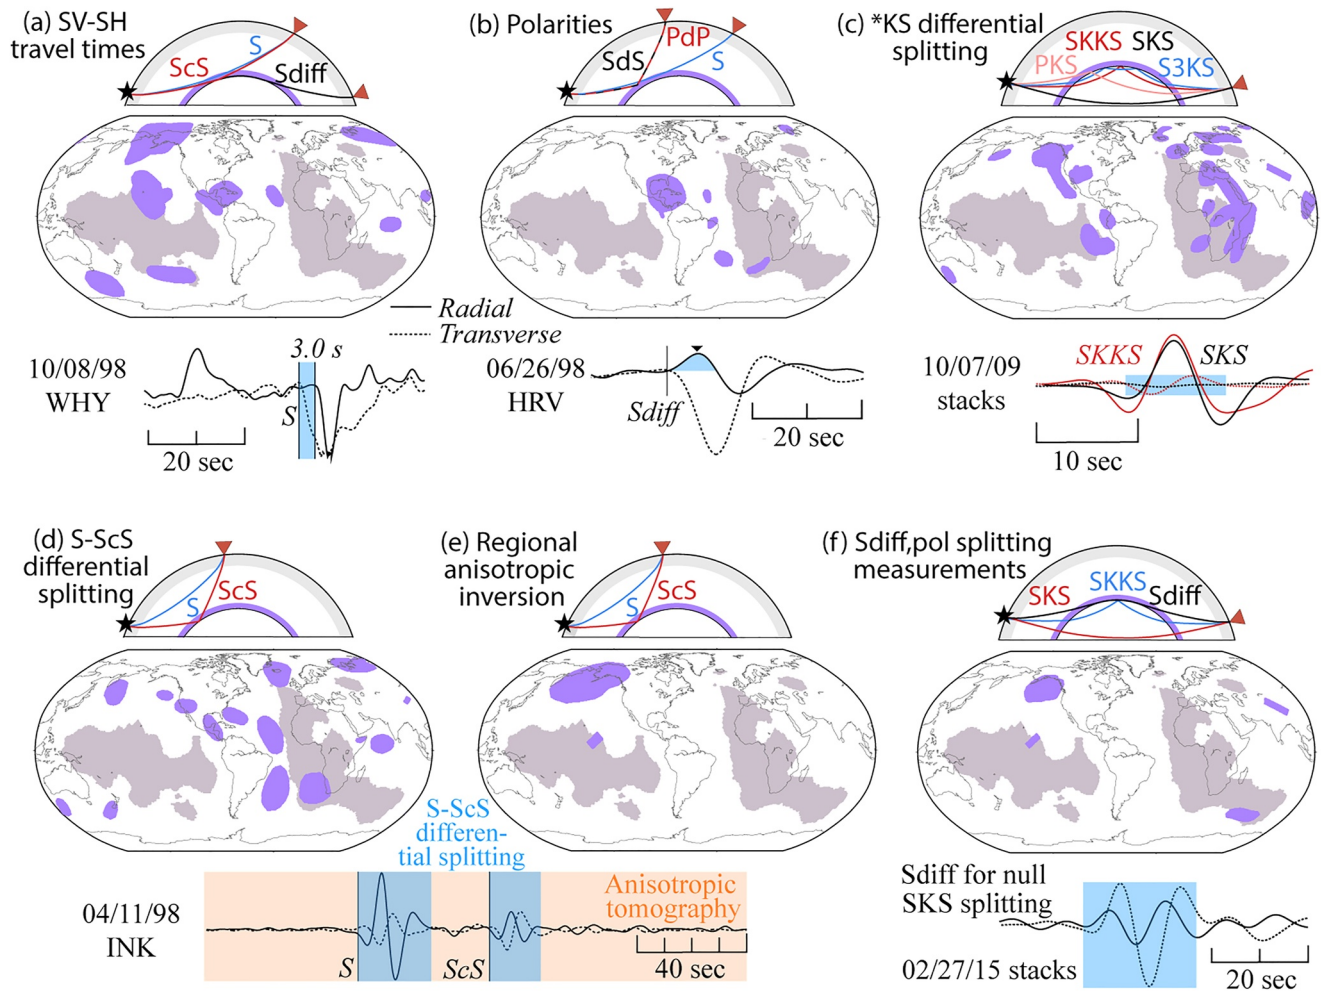 (a) SV-SH
travel times
S
ScS
Sdiff
(b) Polarities
PdP
SdS
S
(c) *KS differential
splitting
SKKS SKS
PKS
S3KS
Radial
Transverse
10/08/98
WHY
3.0 s
S
20 sec
06/26/98
HRV
Sdiff
20 sec
10/07/09
stacks
SKKS
SKS
10 sec
(d) S-ScS
differential
splitting
ScS
S
(e) Regional
anisotropic
inversion
ScS
S
(f) Sdiff,pol splitting
measurements
SKKS
SKS
Sdiff
S-ScS
differen-
tial splitting
04/11/98
INK
S
ScS
Anisotropic
tomography
40 sec
Sdiff for null
SKS splitting
02/27/15 stacks
20 sec